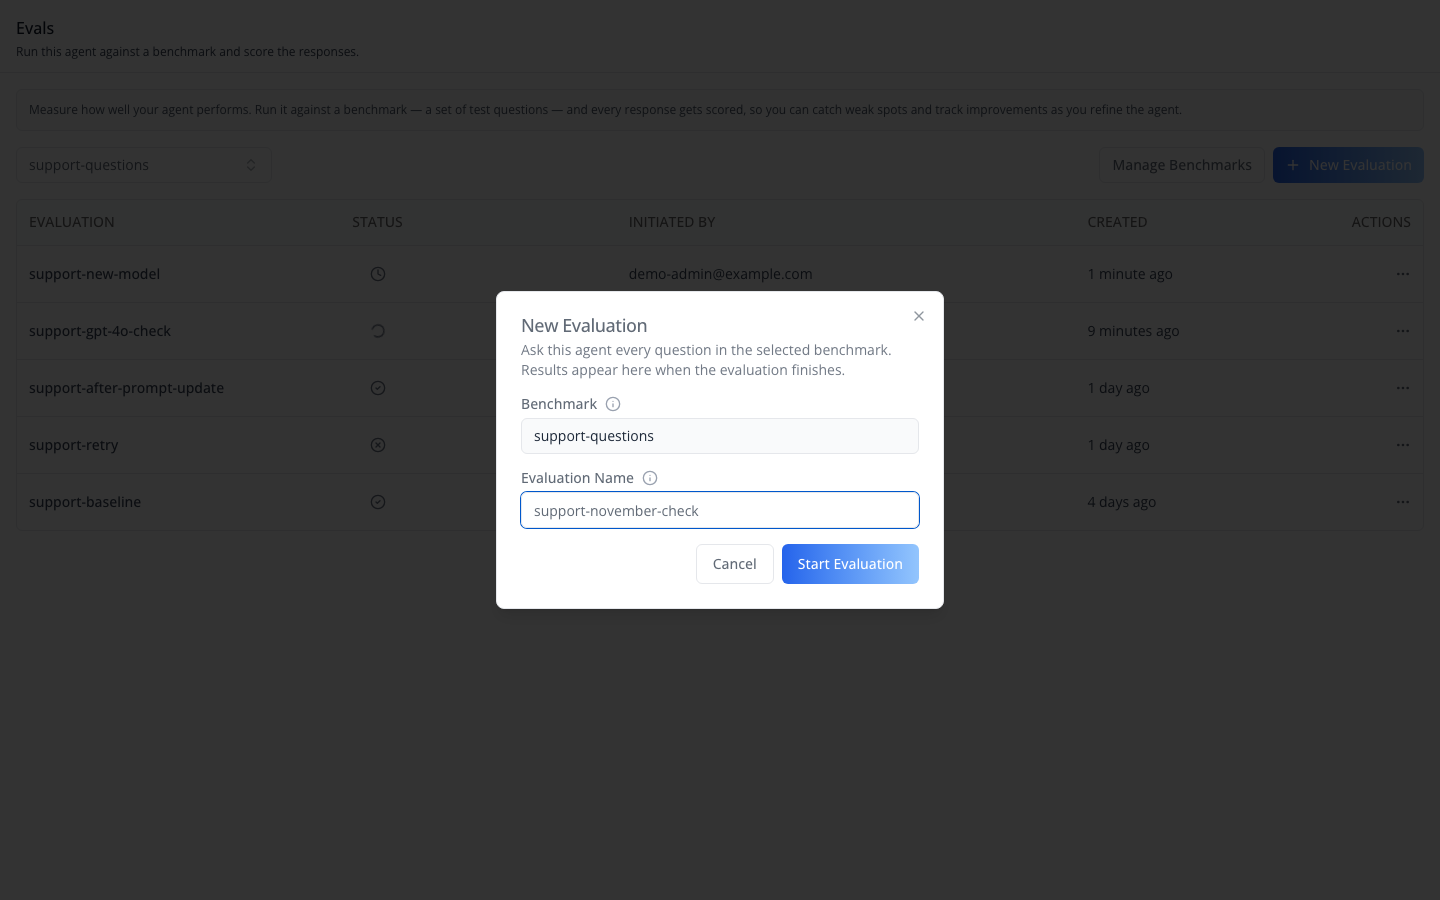 Evals
Run this agent against a benchmark and score the responses.
Measure how well your agent performs. Run it against a benchmark — a set of test questions — and every response gets scored, so you can catch weak spots and track improvements as you refine the agent.
support-questions
Manage Benchmarks
New Evaluation
EVALUATION STATUS INITIATED BY CREATED ACTIONS
support-new-model demo-admin@example.com 1 minute ago
support-gpt-4o-check 9 minutes ago
support-after-prompt-update 1 day ago
support-retry 1 day ago
support-baseline 4 days ago
New Evaluation
Ask this agent every question in the selected benchmark.
Results appear here when the evaluation finishes.
Benchmark
support-questions
Evaluation Name
support-november-check
Cancel
Start Evaluation